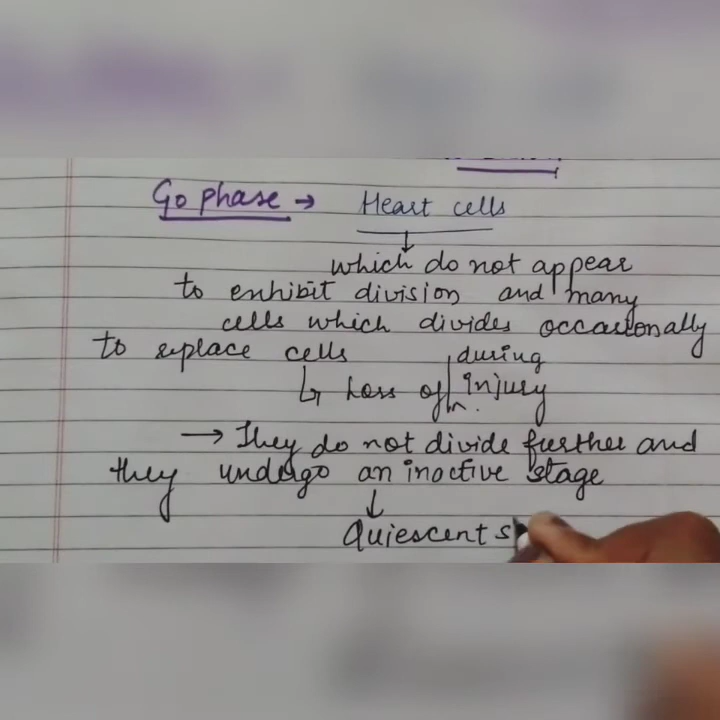 Go phase → Heart cells
↓
which do not appear
to enhibit division and many
cells which divides occasionally
to replace cells during
↳ Loss of injury
→ They do not divide further and
they undergo an inactive stage
↓
Quiescent s